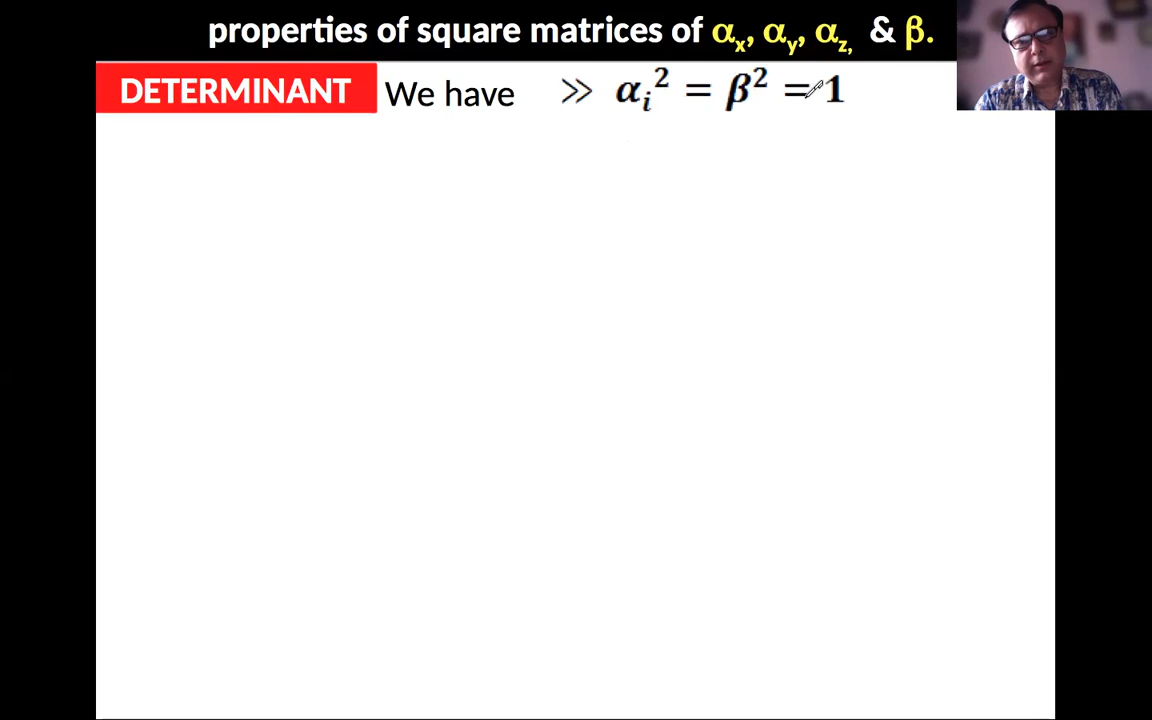 properties of square matrices of αx, αy, αz, & β.
DETERMINANT We have ≫ αᵢ² = β² = 1